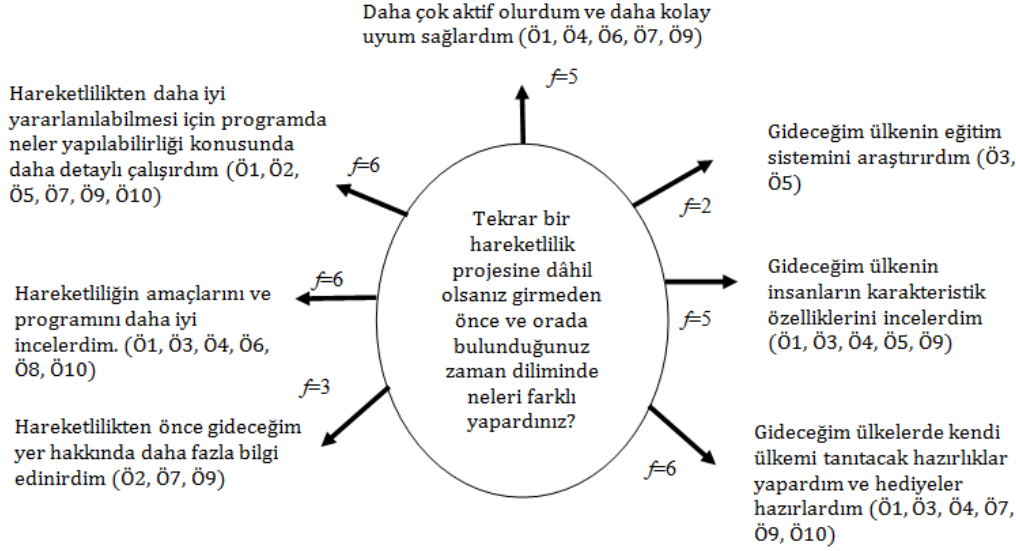 Daha çok aktif olurdum ve daha kolay
uyum sağlardım (Ö1, Ö4, Ö6, Ö7, Ö9)
f=5
Hareketlilikten daha iyi
yararlanılabilmesi için programda
neler yapılabilirliği konusunda
daha detaylı çalışırdım (Ö1, Ö2,
Ö5, Ö7, Ö9, Ö10)
f=6
Gideceğim ülkenin eğitim
sistemini araştırırdım (Ö3,
Ö5)
f=2
Tekrar bir
hareketlilik
projesine dâhil
olsanız girmeden
önce ve orada
bulunduğunuz
zaman diliminde
neleri farklı
yapardınız?
Hareketliliğin amaçlarını ve
programını daha iyi
incelerdim. (Ö1, Ö3, Ö4, Ö6,
Ö8, Ö10)
f=6
Gideceğim ülkenin
insanların karakteristik
özelliklerini incelerdim
(Ö1, Ö3, Ö4, Ö5, Ö9)
f=5
Hareketlilikten önce gideceğim
yer hakkında daha fazla bilgi
edinirdim (Ö2, Ö7, Ö9)
f=3
Gideceğim ülkelerde kendi
ülkemi tanıtacak hazırlıklar
yapardım ve hediyeler
hazırlardım (Ö1, Ö3, Ö4, Ö7,
Ö9, Ö10)
f=6